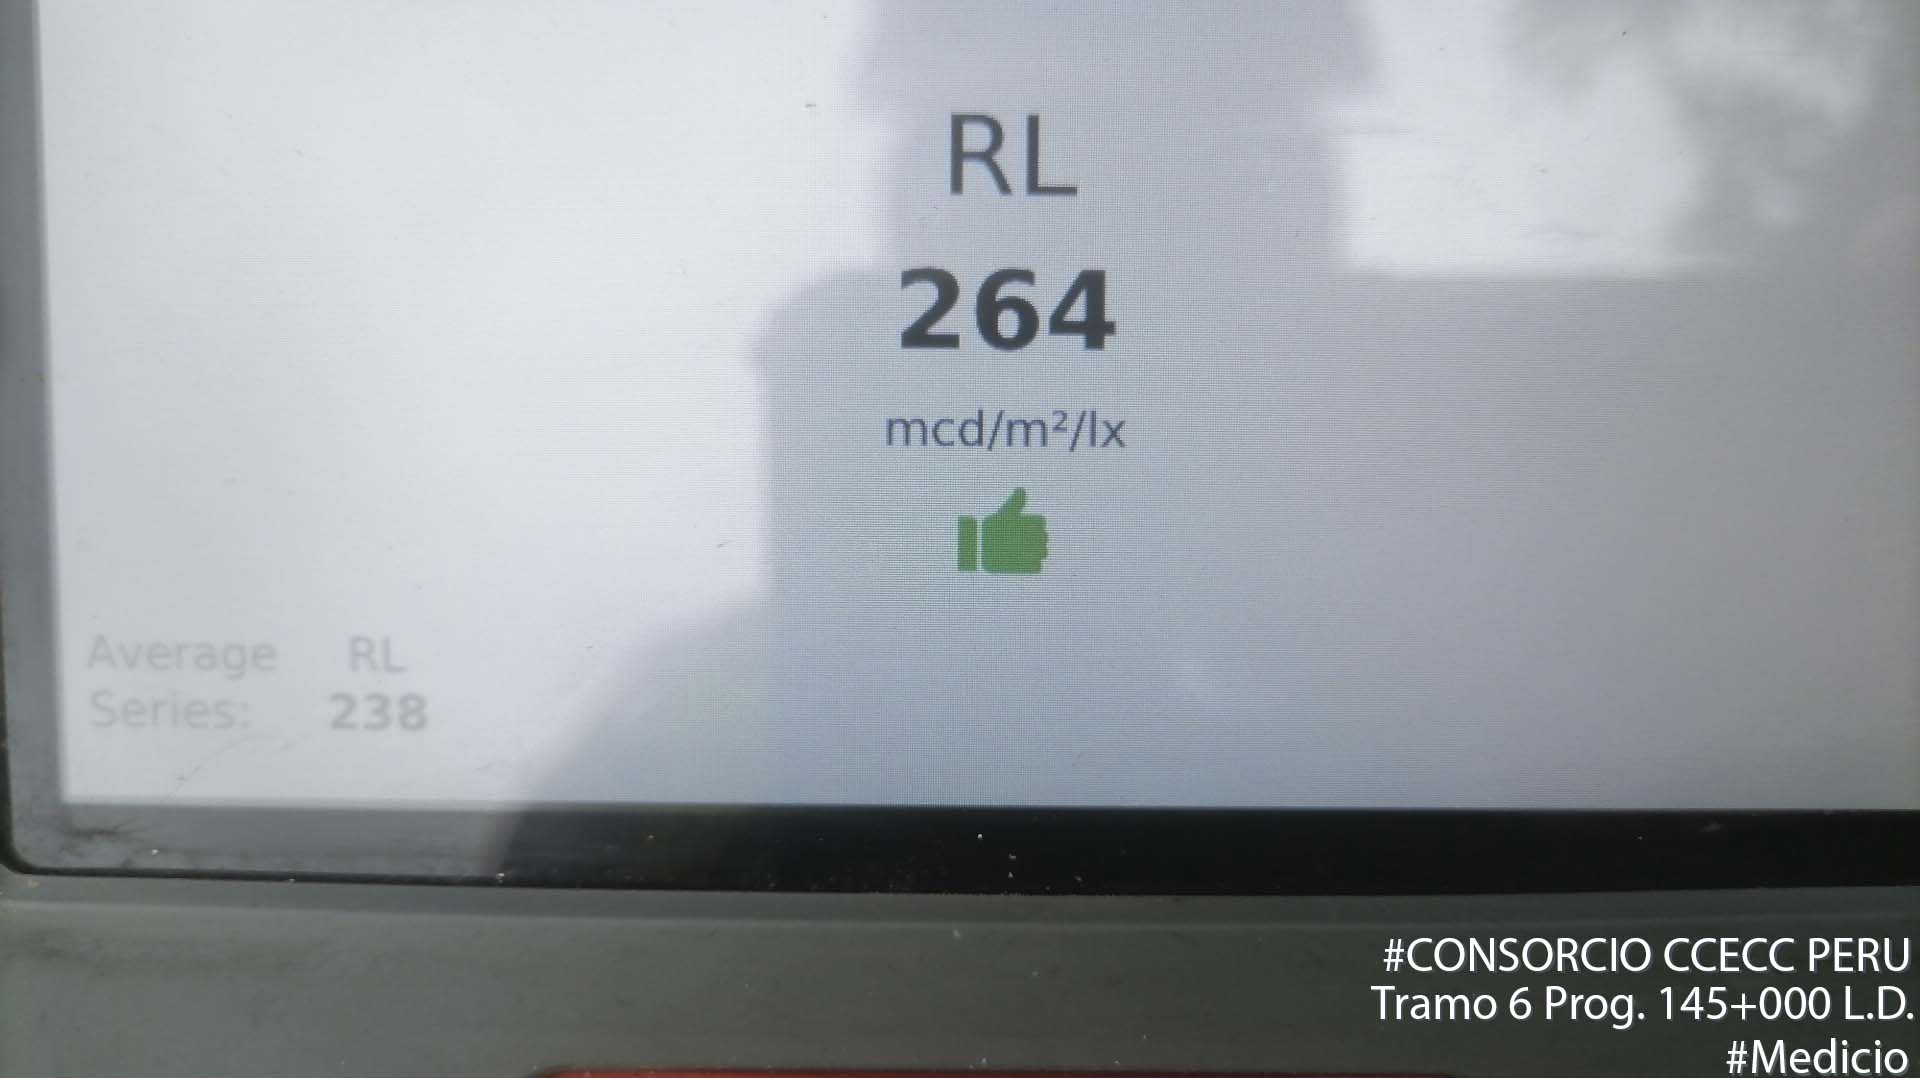 RL
264
mcd/m²/lx
Average RL
Series: 238
#CONSORCIO CCECC PERU
Tramo 6 Prog. 145+000 L.D.
#Medicio